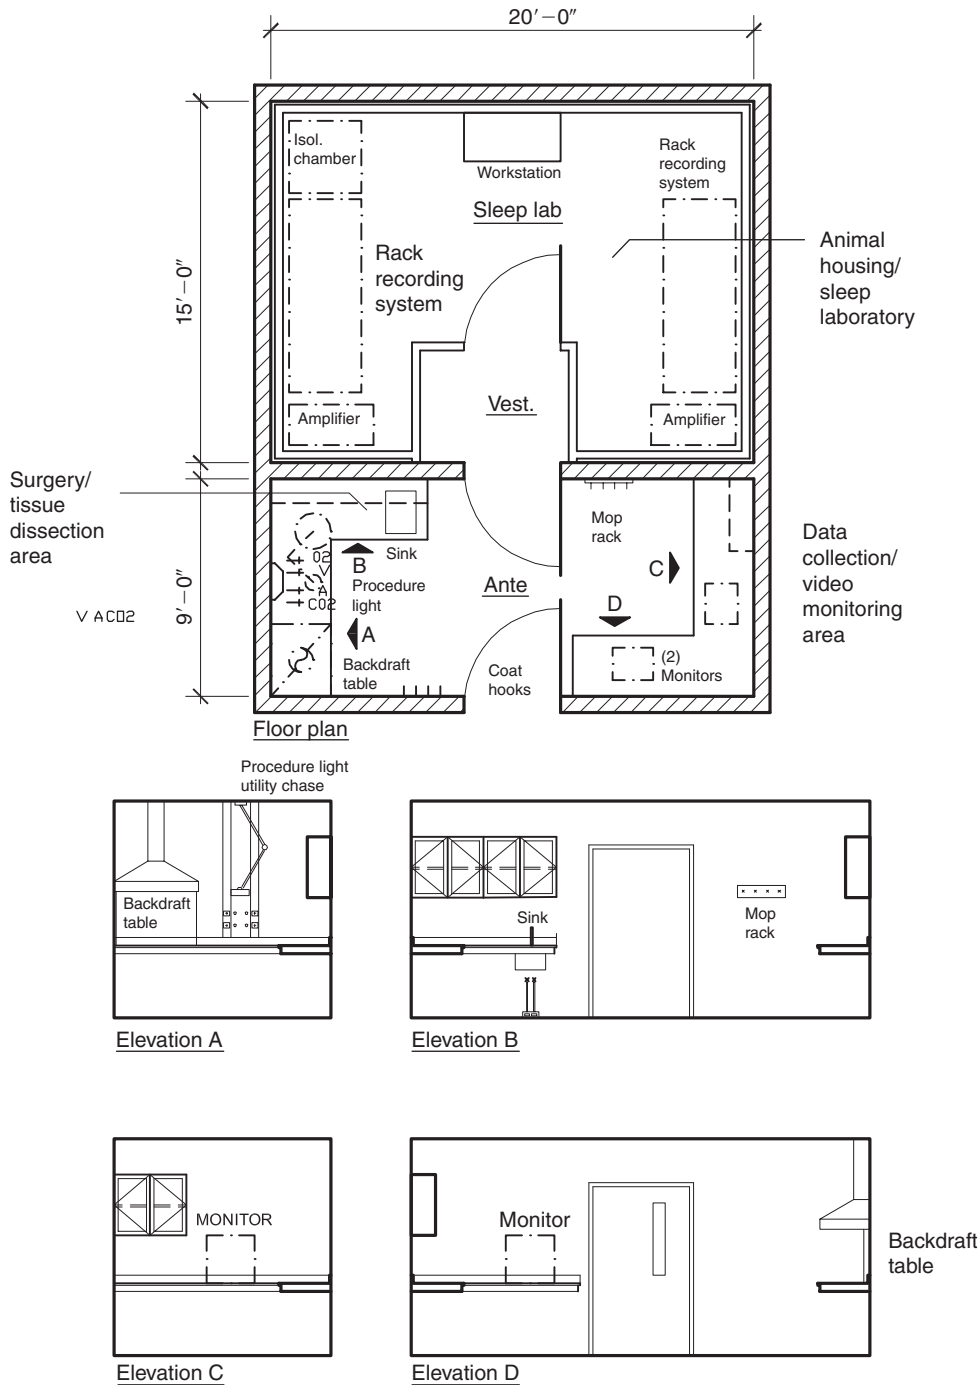 20′–0″
Isol.
chamber
Workstation
Rack
recording
system
Sleep lab
Rack
recording
system
Animal
housing/
sleep
laboratory
15′–0″
Vest.
Amplifier
Amplifier
Surgery/
tissue
dissection
area
Sink
Mop
rack
Data
collection/
video
monitoring
area
O2
V
A
CO2
B
Procedure
light
Ante
C
D
9′–0″
V A CO2
A
Backdraft
table
Coat
hooks
(2)
Monitors
Floor plan
Procedure light
utility chase
Backdraft
table
Elevation A
Sink
Mop
rack
Elevation B
MONITOR
Elevation C
Monitor
Backdraft
table
Elevation D